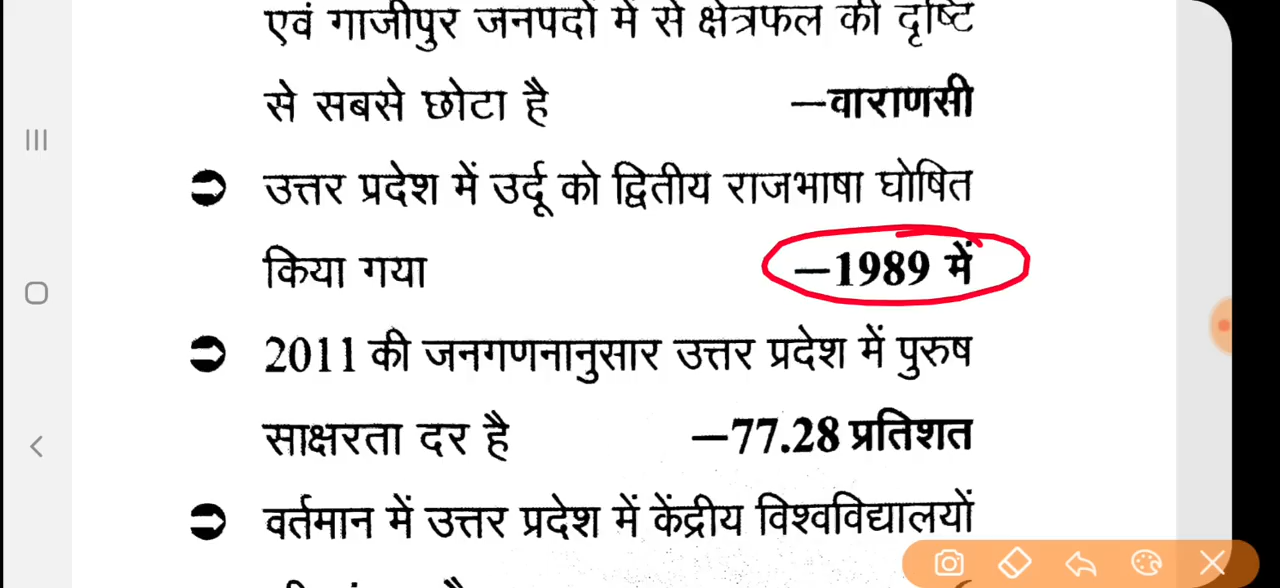 एवं गाजीपुर जनपदों में से क्षेत्रफल की दृष्टि
से सबसे छोटा है –वाराणसी
उत्तर प्रदेश में उर्दू को द्वितीय राजभाषा घोषित
किया गया –1989 में
2011 की जनगणनानुसार उत्तर प्रदेश में पुरुष
साक्षरता दर है –77.28 प्रतिशत
वर्तमान में उत्तर प्रदेश में केंद्रीय विश्वविद्यालयों